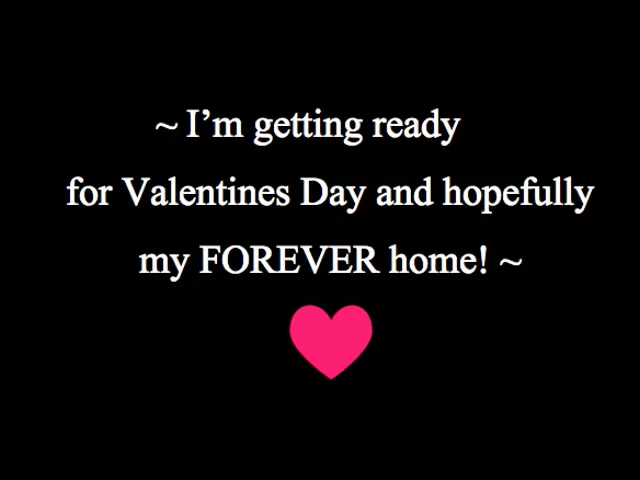 ~ I’m getting ready
for Valentines Day and hopefully
my FOREVER home! ~